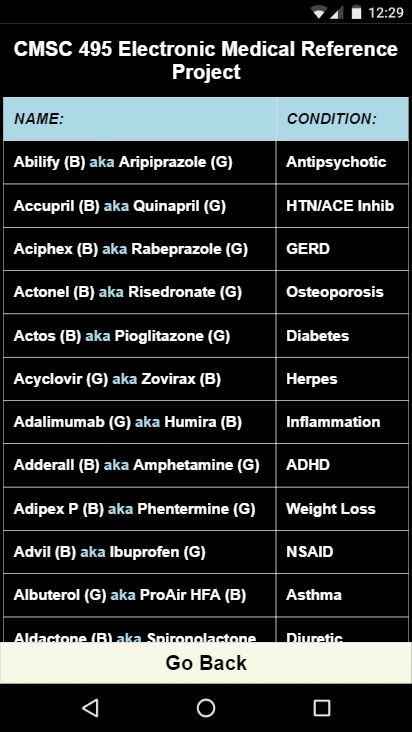 12:29
CMSC 495 Electronic Medical Reference
Project
NAME: CONDITION:
Abilify (B) aka Aripiprazole (G) Antipsychotic
Accupril (B) aka Quinapril (G) HTN/ACE Inhib
Aciphex (B) aka Rabeprazole (G) GERD
Actonel (B) aka Risedronate (G) Osteoporosis
Actos (B) aka Pioglitazone (G) Diabetes
Acyclovir (G) aka Zovirax (B) Herpes
Adalimumab (G) aka Humira (B) Inflammation
Adderall (B) aka Amphetamine (G) ADHD
Adipex P (B) aka Phentermine (G) Weight Loss
Advil (B) aka Ibuprofen (G) NSAID
Albuterol (G) aka ProAir HFA (B) Asthma
Aldactone (B) aka Spironolactone Diuretic
Go Back